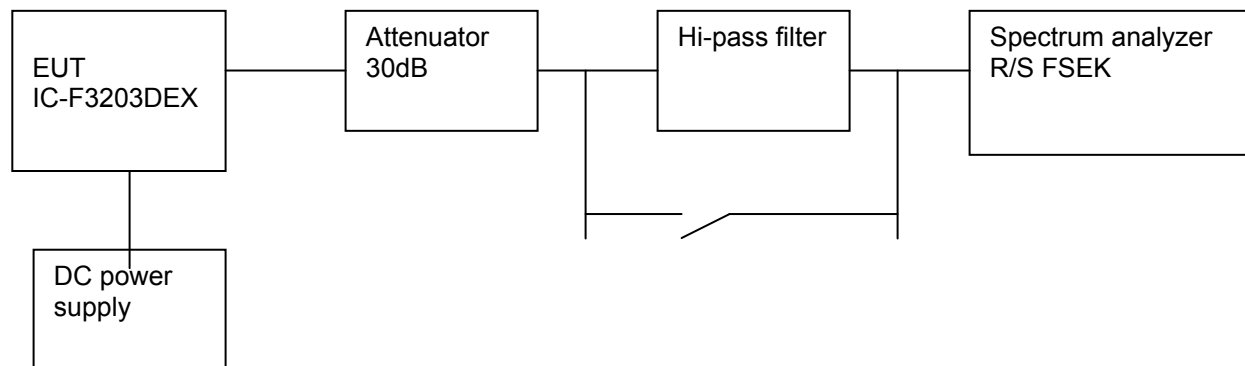 EUT
IC-F3203DEX
Attenuator
30dB
Hi-pass filter
Spectrum analyzer
R/S FSEK
DC power
supply